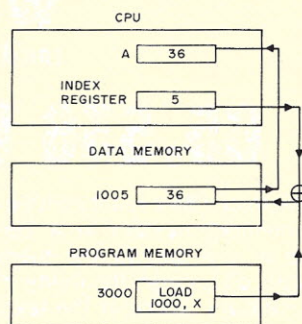 CPU
A 36
INDEX
REGISTER 5
DATA MEMORY
1005 36
PROGRAM MEMORY
3000 LOAD
1000, X